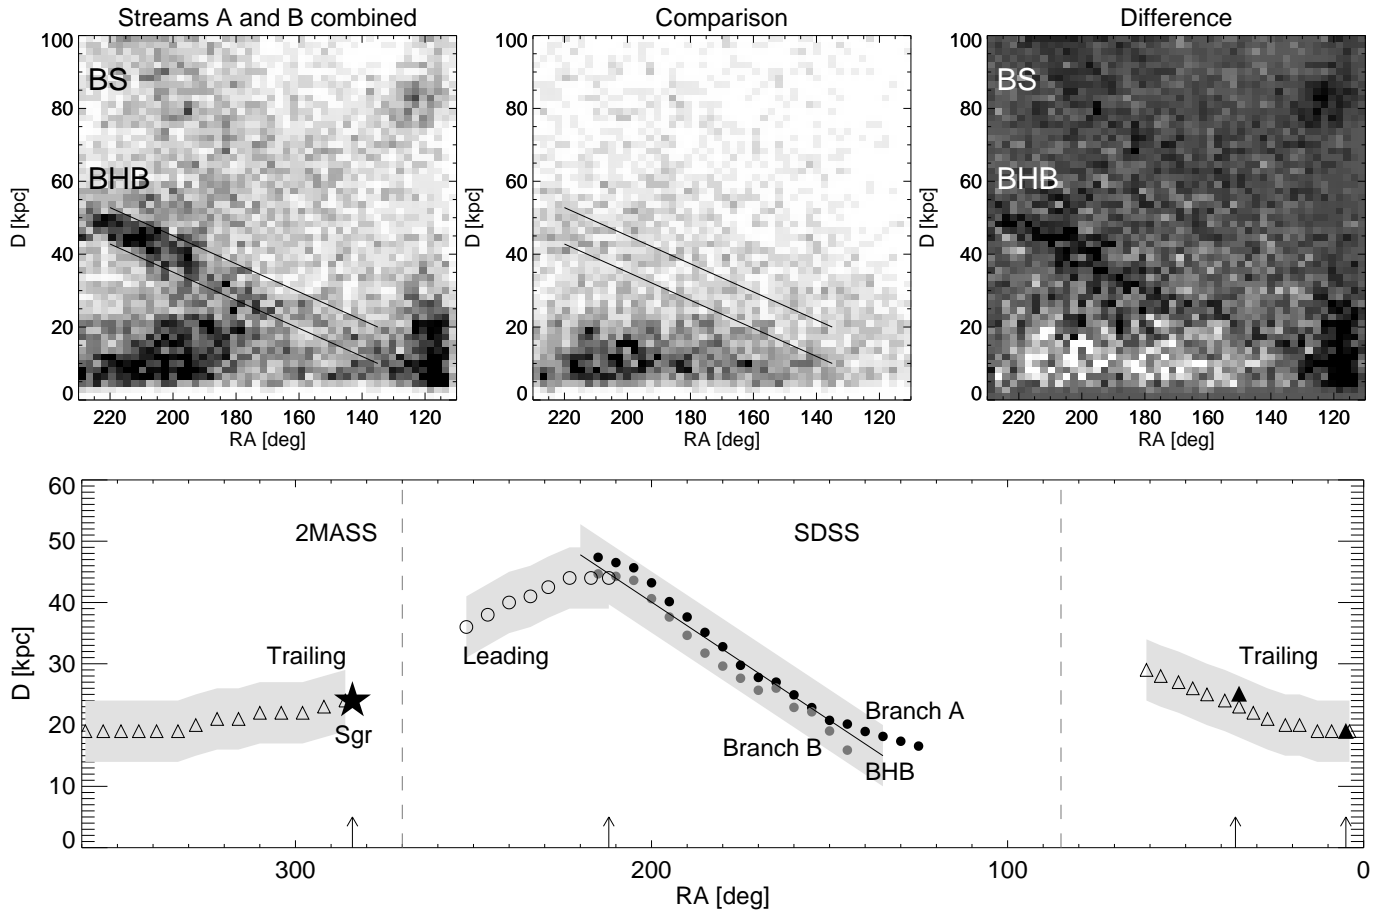 Streams A and B combined
Comparison
Difference
100
80
60
40
20
0
D [kpc]
BS
BHB
220 200 180 160 140 120
RA [deg]
100
80
60
40
20
0
D [kpc]
220 200 180 160 140 120
RA [deg]
100
80
60
40
20
0
D [kpc]
BS
BHB
220 200 180 160 140 120
RA [deg]
60
50
40
30
20
10
0
D [kpc]
2MASS
SDSS
Trailing
Sgr
Leading
Branch A
Branch B
BHB
Trailing
300 200 100 0
RA [deg]